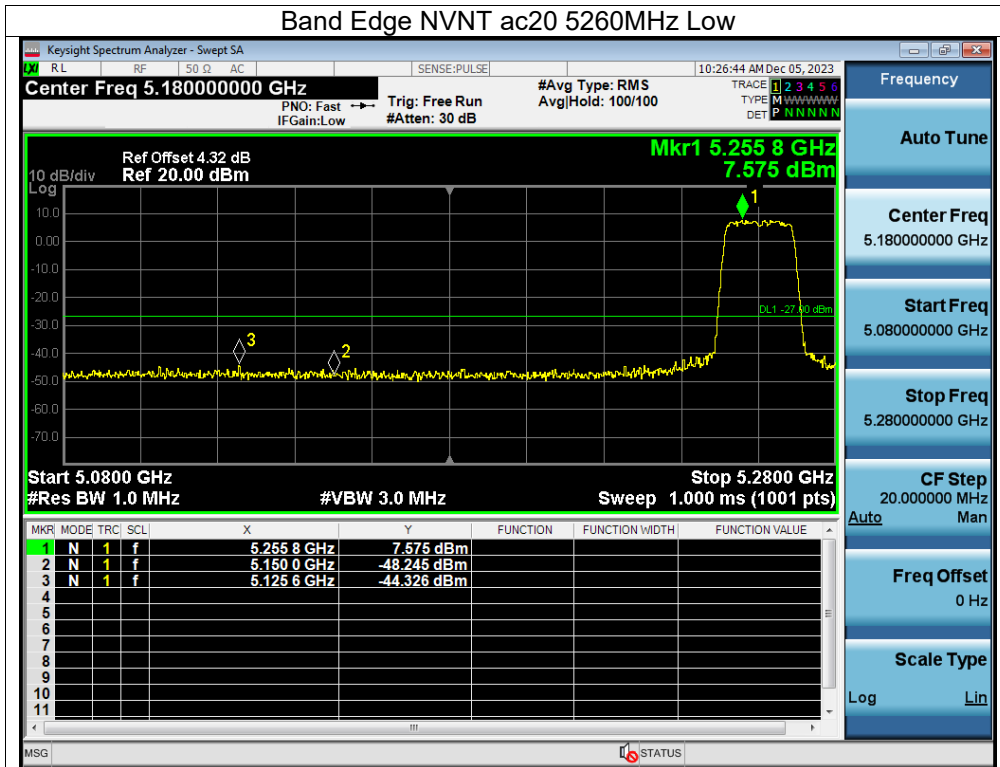 Band Edge NVNT ac20 5260MHz Low
Keysight Spectrum Analyzer - Swept SA
LXI RL RF 50 Ω AC SENSE:PULSE 10:26:44 AM Dec 05, 2023
Center Freq 5.180000000 GHz #Avg Type: RMS TRACE 1 2 3 4 5 6
PNO: Fast Trig: Free Run Avg|Hold: 100/100 TYPE M WWWWW
IFGain:Low #Atten: 30 dB DET P N N N N N
Mkr1 5.255 8 GHz
7.575 dBm
Ref Offset 4.32 dB
10 dB/div Ref 20.00 dBm
Log
10.0
0.00
-10.0
-20.0
-30.0
-40.0
-50.0
-60.0
-70.0
1
DL1 -27.00 dBm
3
2
Start 5.0800 GHz Stop 5.2800 GHz
#Res BW 1.0 MHz #VBW 3.0 MHz Sweep 1.000 ms (1001 pts)
MKR MODE TRC SCL X Y FUNCTION FUNCTION WIDTH FUNCTION VALUE
1 N 1 f 5.255 8 GHz 7.575 dBm
2 N 1 f 5.150 0 GHz -48.245 dBm
3 N 1 f 5.125 6 GHz -44.326 dBm
4
5
6
7
8
9
10
11
MSG STATUS
Frequency
Auto Tune
Center Freq
5.180000000 GHz
Start Freq
5.080000000 GHz
Stop Freq
5.280000000 GHz
CF Step
20.000000 MHz
Auto Man
Freq Offset
0 Hz
Scale Type
Log Lin